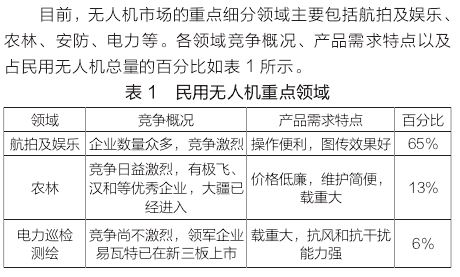 目前，无人机市场的重点细分领域主要包括航拍及娱乐、
农林、安防、电力等。各领域竞争概况、产品需求特点以及
占民用无人机总量的百分比如表 1 所示。
表 1 民用无人机重点领域
领域 竞争概况 产品需求特点 百分比
航拍及娱乐 企业数量众多，竞争激烈 操作便利，图传效果好 65%
农林 竞争日益激烈，有极飞、
汉和等优秀企业，大疆已
经进入 价格低廉，维护简便，
载重大 13%
电力巡检
测绘 竞争尚不激烈，领军企业
易瓦特已在新三板上市 载重大，抗风和抗干扰
能力强 6%